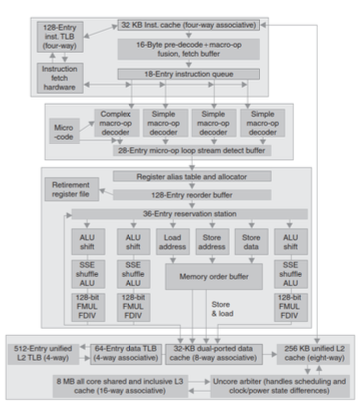 128-Entry
inst. TLB
(four-way)
32 KB Inst. cache (four-way associative)
16-Byte pre-decode+macro-op
fusion, fetch buffer
Instruction
fetch
hardware
18-Entry instruction queue
Complex
macro-op
decoder
Simple
macro-op
decoder
Simple
macro-op
decoder
Simple
macro-op
decoder
Micro
-code
28-Entry micro-op loop stream detect buffer
Register alias table and allocator
Retirement
register file
128-Entry reorder buffer
36-Entry reservation station
ALU
shift
ALU
shift
Load
address
Store
address
Store
data
ALU
shift
SSE
shuffle
ALU
SSE
shuffle
ALU
Memory order buffer
SSE
shuffle
ALU
128-bit
FMUL
FDIV
128-bit
FMUL
FDIV
Store
& load
128-bit
FMUL
FDIV
512-Entry unified
L2 TLB (4-way)
64-Entry data TLB
(4-way associative)
32-KB dual-ported data
cache (8-way associative)
256 KB unified L2
cache (eight-way)
8 MB all core shared and inclusive L3
cache (16-way associative)
Uncore arbiter (handles scheduling and
clock/power state differences)